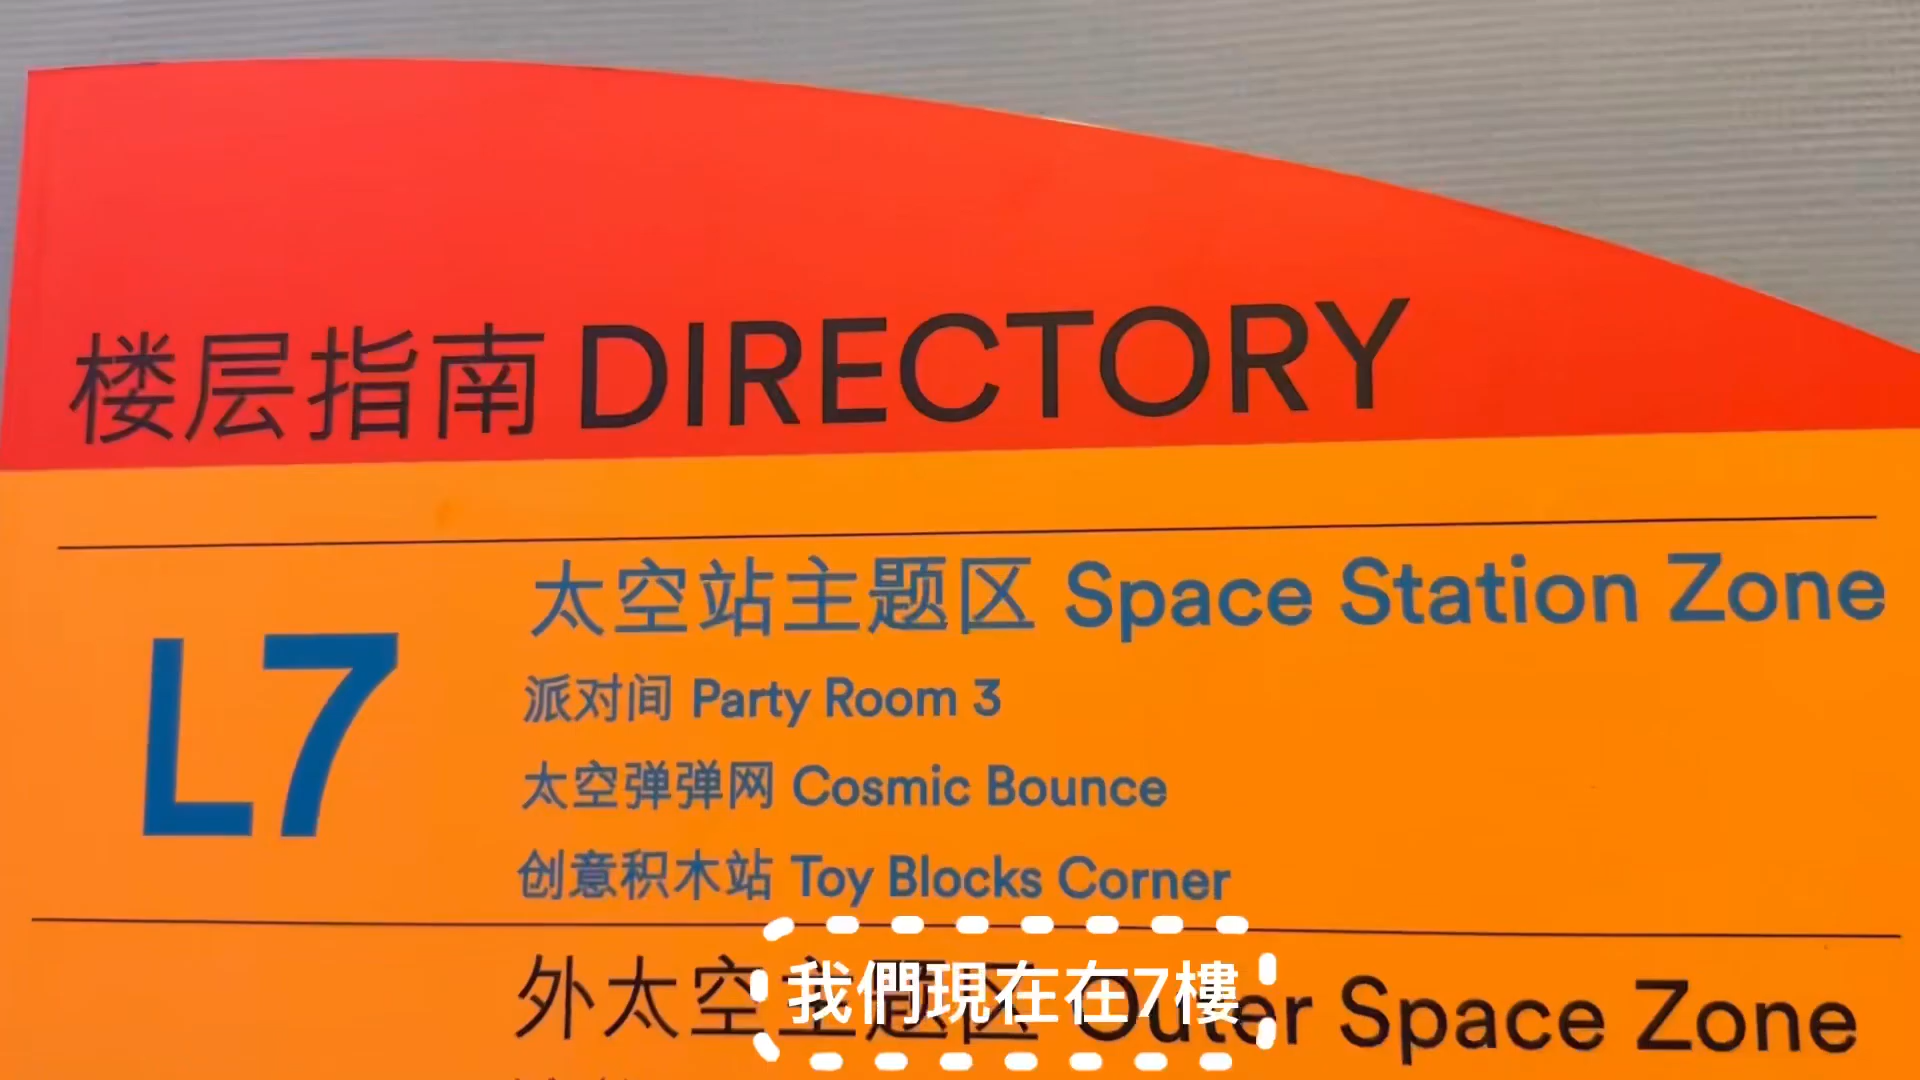 楼层指南 DIRECTORY
L7
太空站主题区 Space Station Zone
派对间 Party Room 3
太空弹弹网 Cosmic Bounce
创意积木站 Toy Blocks Corner
外太空主题区 Outer Space Zone
我們現在在7樓